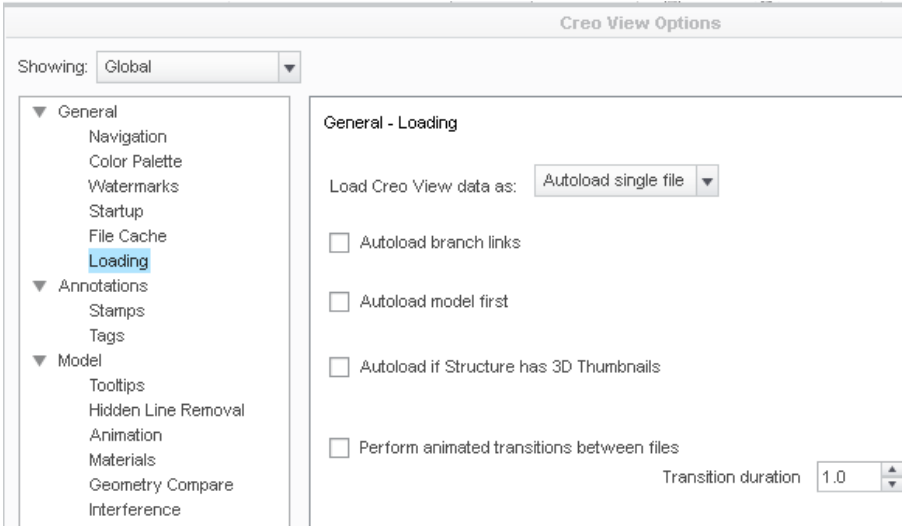 Creo View Options
Showing: Global
General
Navigation
Color Palette
Watermarks
Startup
File Cache
Loading
Annotations
Stamps
Tags
Model
Tooltips
Hidden Line Removal
Animation
Materials
Geometry Compare
Interference
General - Loading
Load Creo View data as: Autoload single file
Autoload branch links
Autoload model first
Autoload if Structure has 3D Thumbnails
Perform animated transitions between files
Transition duration 1.0